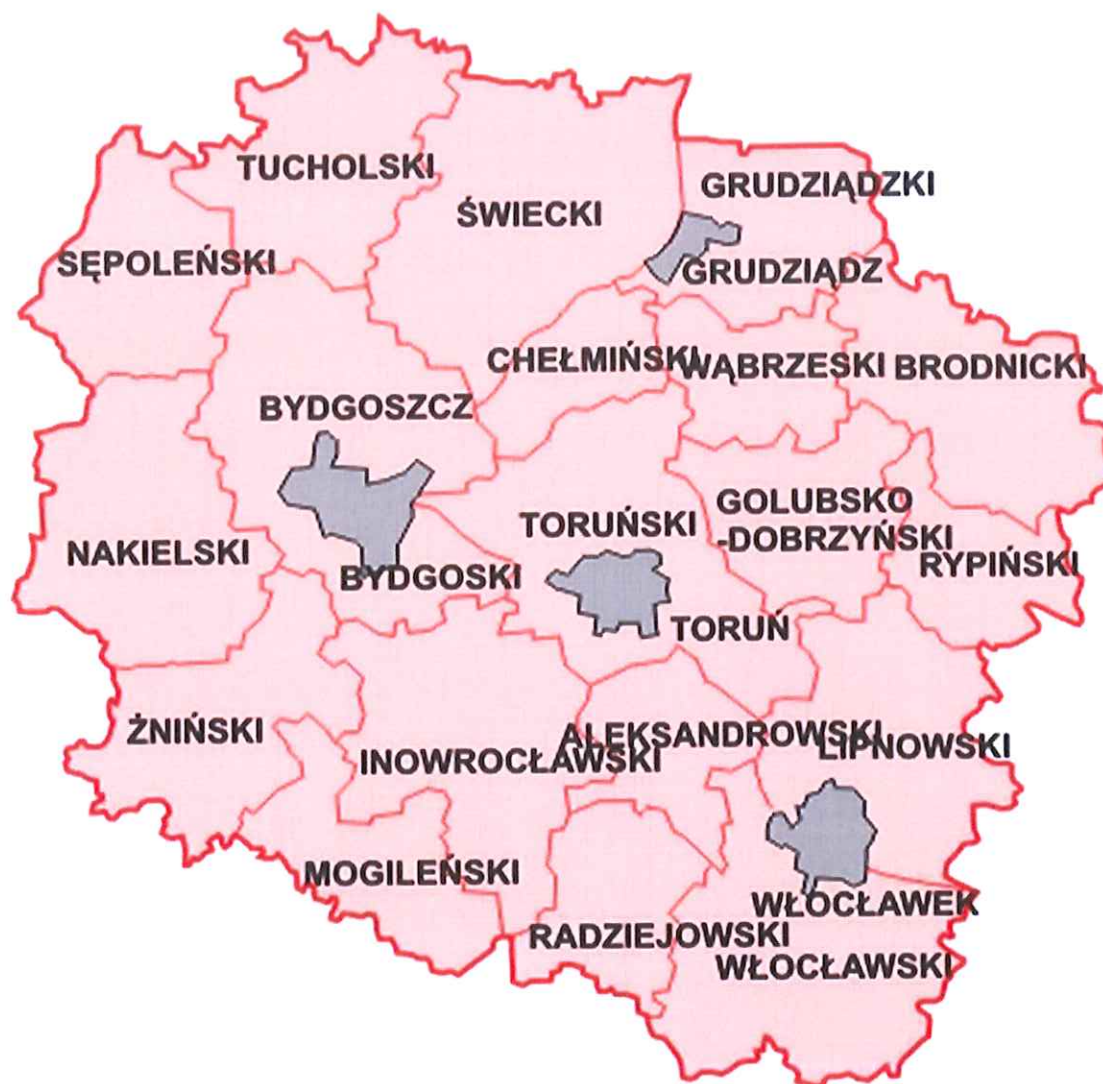 TUCHOLSKI
GRUDZIĄDZKI
ŚWIECKI
SĘPOLEŃSKI
GRUDZIĄDZ
CHEŁMIŃSKI
WĄBRZESKI
BRODNICKI
BYDGOSZCZ
GOLUBSKO
-DOBRZYŃSKI
TORUŃSKI
NAKIELSKI
RYPIŃSKI
BYDGOSKI
TORUŃ
ŻNIŃSKI
ALEKSANDROWSKI
LIPNOWSKI
INOWROCŁAWSKI
MOGILEŃSKI
WŁOCŁAWEK
RADZIEJOWSKI
WŁOCŁAWSKI